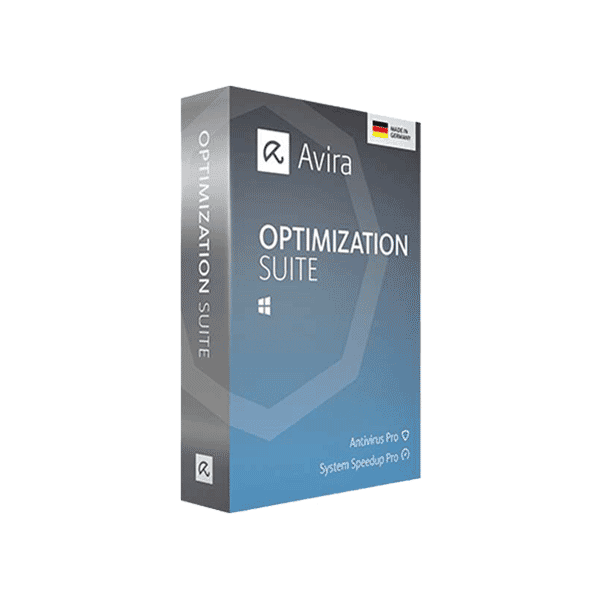 MADE IN
GERMANY
Avira
OPTIMIZATION
SUITE
Antivirus Pro
System Speedup Pro
OPTIMIZATION SUITE